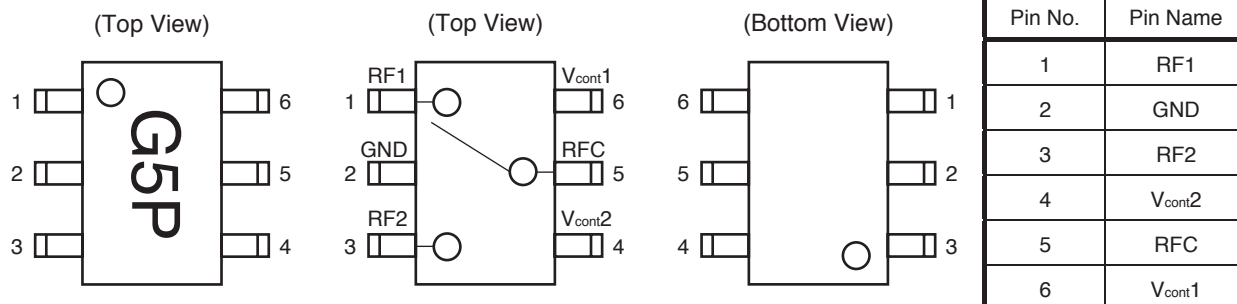 (Top View)
1
2
3
6
5
4
G5P
(Top View)
RF1
1
GND
2
RF2
3
Vcont1
6
RFC
5
Vcont2
4
(Bottom View)
6
5
4
1
2
3
Pin No. Pin Name
1 RF1
2 GND
3 RF2
4 Vcont2
5 RFC
6 Vcont1